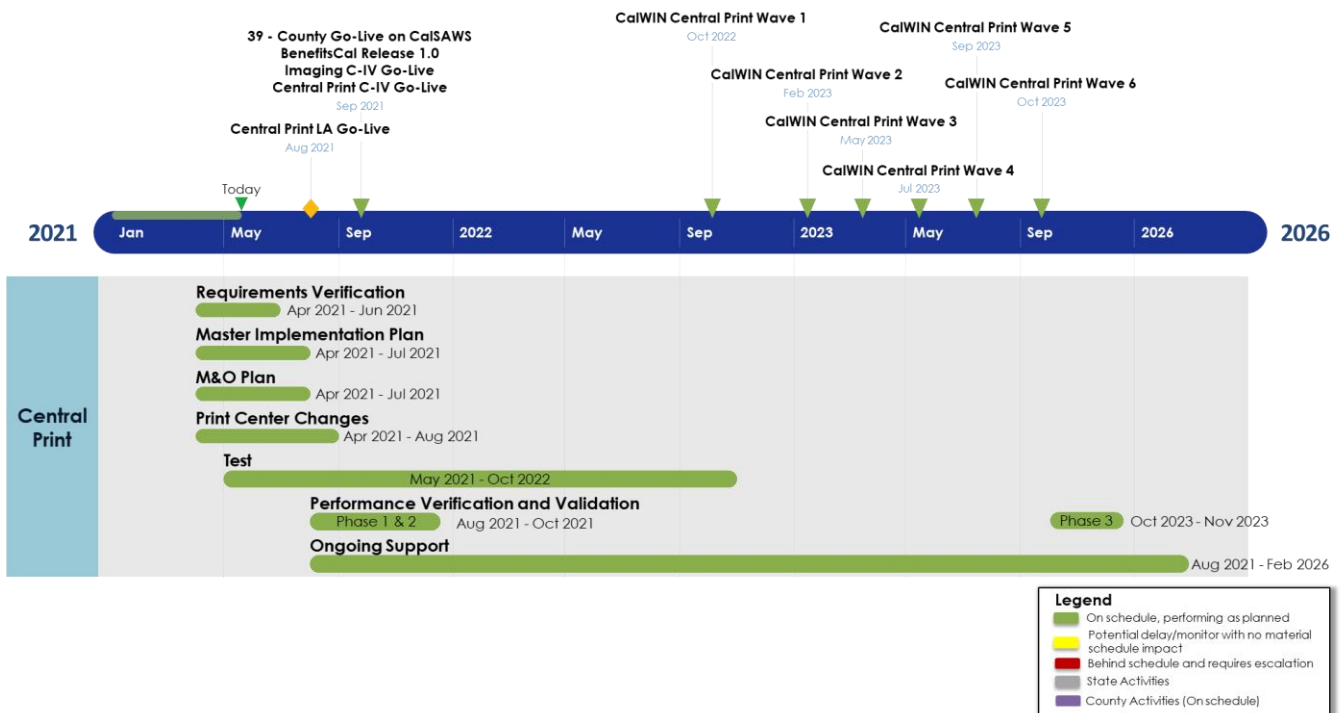 CalWIN Central Print Wave 1
Oct 2022
CalWIN Central Print Wave 5
Sep 2023
39 - County Go-Live on CalSAWS
BenefitsCal Release 1.0
Imaging C-IV Go-Live
Central Print C-IV Go-Live
Sep 2021
CalWIN Central Print Wave 2
Feb 2023
CalWIN Central Print Wave 6
Oct 2023
Central Print LA Go-Live
Aug 2021
CalWIN Central Print Wave 3
May 2023
CalWIN Central Print Wave 4
Jul 2023
Today
2021 Jan May Sep 2022 May Sep 2023 May Sep 2026 2026
Central
Print
Requirements Verification
Apr 2021 - Jun 2021
Master Implementation Plan
Apr 2021 - Jul 2021
M&O Plan
Apr 2021 - Jul 2021
Print Center Changes
Apr 2021 - Aug 2021
Test
May 2021 - Oct 2022
Performance Verification and Validation
Phase 1 & 2 Aug 2021 - Oct 2021 Phase 3 Oct 2023 - Nov 2023
Ongoing Support
Aug 2021 - Feb 2026
Legend
On schedule, performing as planned
Potential delay/monitor with no material
schedule impact
Behind schedule and requires escalation
State Activities
County Activities (On schedule)